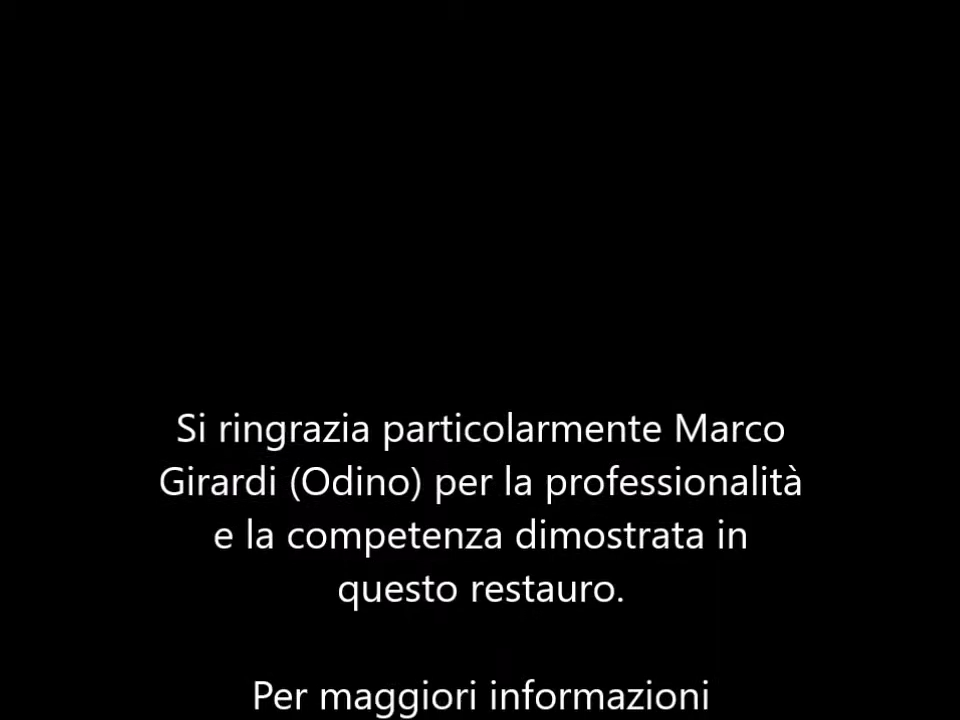 Si ringrazia particolarmente Marco
Girardi (Odino) per la professionalità
e la competenza dimostrata in
questo restauro.
Per maggiori informazioni